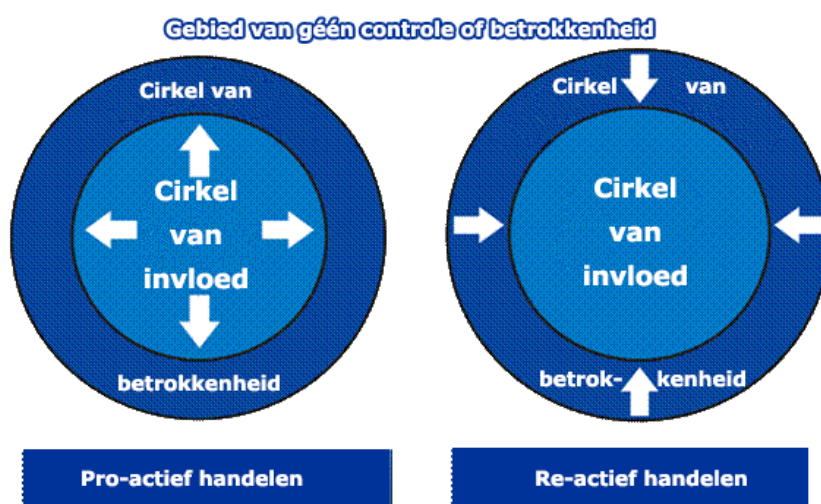 Gebied van géén controle of betrokkenheid
Cirkel van
Cirkel
van
invloed
betrokkenheid
Pro-actief handelen
Cirkel van
Cirkel
van
invloed
betrok- kenheid
Re-actief handelen